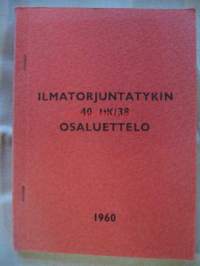 ILMATORJUNTATYKIN
40 ITK/38
OSALUETTELO
1960